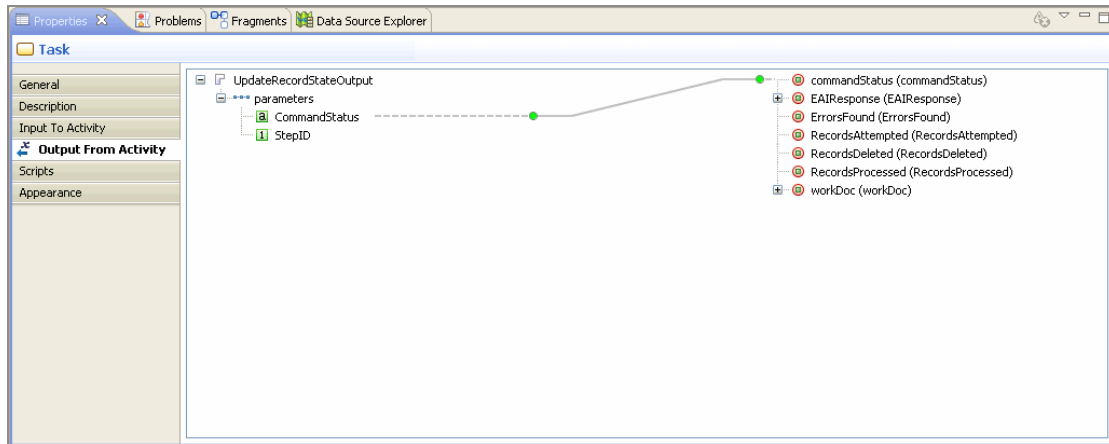 Properties Problems Fragments Data Source Explorer
Task
General
Description
Input To Activity
Output From Activity
Scripts
Appearance
UpdateRecordStateOutput
parameters
a CommandStatus
1 StepID
commandStatus (commandStatus)
EAIResponse (EAIResponse)
ErrorsFound (ErrorsFound)
RecordsAttempted (RecordsAttempted)
RecordsDeleted (RecordsDeleted)
RecordsProcessed (RecordsProcessed)
workDoc (workDoc)